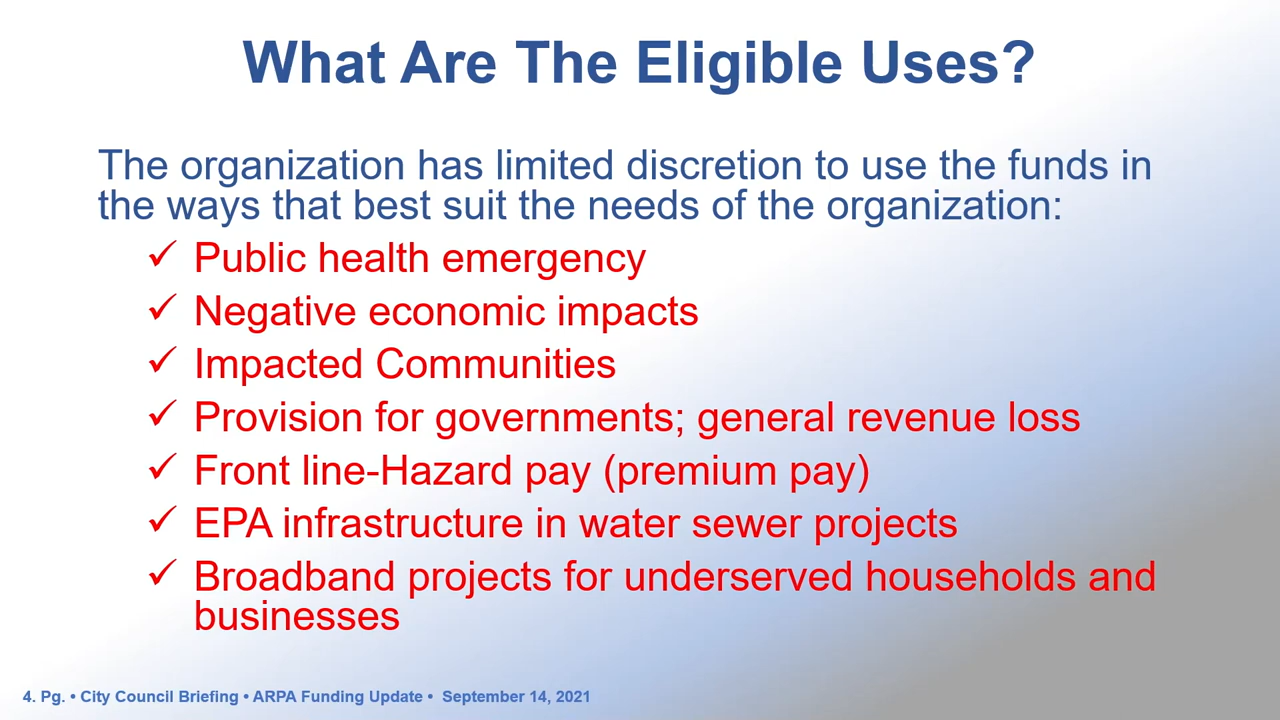 What Are The Eligible Uses?
The organization has limited discretion to use the funds in
the ways that best suit the needs of the organization:
✓ Public health emergency
✓ Negative economic impacts
✓ Impacted Communities
✓ Provision for governments; general revenue loss
✓ Front line-Hazard pay (premium pay)
✓ EPA infrastructure in water sewer projects
✓ Broadband projects for underserved households and
businesses
4. Pg. • City Council Briefing • ARPA Funding Update • September 14, 2021